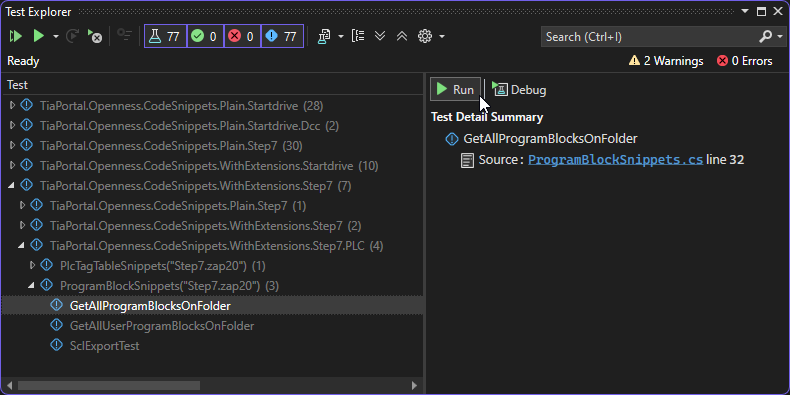 Test Explorer
77 0 0 77 Search (Ctrl+I)
Ready 2 Warnings 0 Errors
Test
TiaPortal.Openness.CodeSnippets.Plain.Startdrive (28)
TiaPortal.Openness.CodeSnippets.Plain.Startdrive.Dcc (2)
TiaPortal.Openness.CodeSnippets.Plain.Step7 (30)
TiaPortal.Openness.CodeSnippets.WithExtensions.Startdrive (10)
TiaPortal.Openness.CodeSnippets.WithExtensions.Step7 (7)
TiaPortal.Openness.CodeSnippets.Plain.Step7 (1)
TiaPortal.Openness.CodeSnippets.WithExtensions.Step7 (2)
TiaPortal.Openness.CodeSnippets.WithExtensions.Step7.PLC (4)
PlcTagTableSnippets("Step7.zap20") (1)
ProgramBlockSnippets("Step7.zap20") (3)
GetAllProgramBlocksOnFolder
GetAllUserProgramBlocksOnFolder
SclExportTest
Run Debug
Test Detail Summary
GetAllProgramBlocksOnFolder
Source: ProgramBlockSnippets.cs line 32